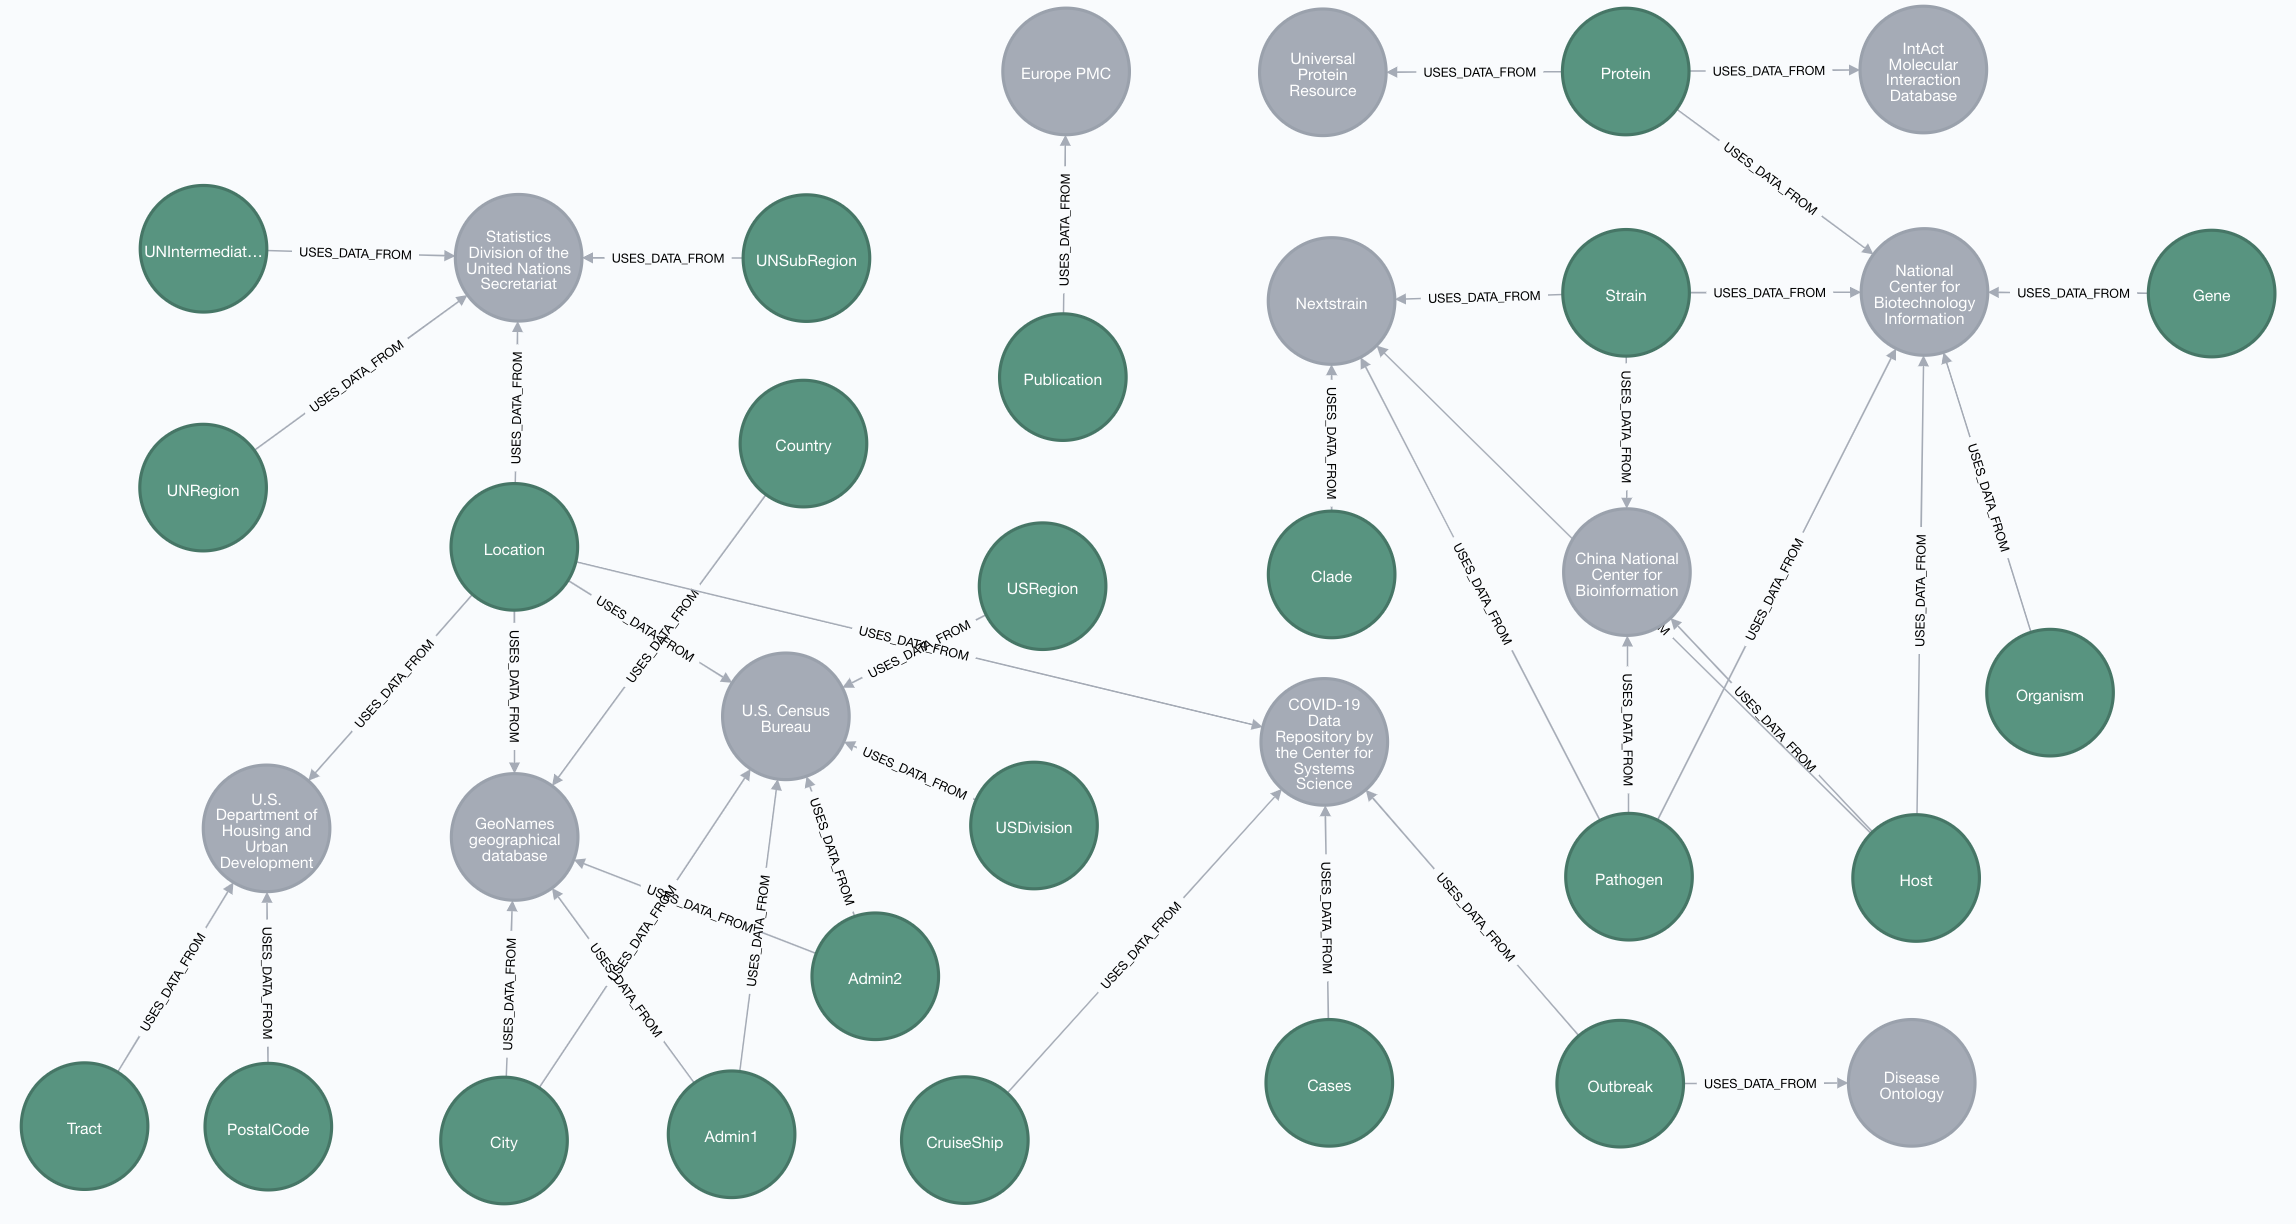 Europe PMC
Universal
Protein
Resource
USES_DATA_FROM
Protein
USES_DATA_FROM
IntAct
Molecular
Interaction
Database
USES_DATA_FROM
USES_DATA_FROM
UNIntermediat...
USES_DATA_FROM
Statistics
Division of the
United Nations
Secretariat
USES_DATA_FROM
UNSubRegion
Nextstrain
USES_DATA_FROM
Strain
USES_DATA_FROM
National
Center for
Biotechnology
Information
USES_DATA_FROM
Gene
USES_DATA_FROM
USES_DATA_FROM
Publication
USES_DATA_FROM
USES_DATA_FROM
UNRegion
Country
Location
Clade
China National
Center for
Bioinformation
USES_DATA_FROM
USES_DATA_FROM
USRegion
USES_DATA_FROM
USES_DATA_FROM
USES_DATA_FROM
USES_DATA_FROM
USES_DATA_FROM
USES_DATA_FROM
USES_DATA_FROM
USES_DATA_FROM
USES_DATA_FROM
M
USES_DATA_FROM
USES_DATA_FROM
Organism
U.S. Census
Bureau
COVID-19
Data
Repository by
the Center for
Systems
Science
USES_DATA_FROM
USDivision
U.S.
Department of
Housing and
Urban
Development
GeoNames
geographical
database
USES_DATA_FROM
USES_DATA_FROM
USES_DATA_FROM
USES_DATA_FROM
Pathogen
Host
USES_DATA_FROM
USES_DATA_FROM
USES_DATA_FROM
USES_DATA_FROM
USES_DATA_FROM
USES_DATA_FROM
USES_DATA_FROM
USES_DATA_FROM
Admin2
Tract
PostalCode
City
Admin1
CruiseShip
Cases
Outbreak
USES_DATA_FROM
Disease
Ontology